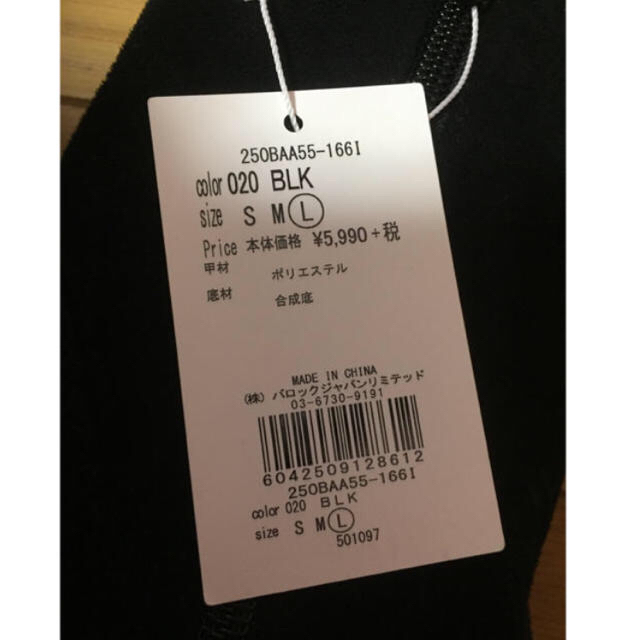 250BAA55-166I
color 020 BLK
size S M L
Price 本体価格 ¥5,990+税
甲材 ポリエステル
底材 合成底
MADE IN CHINA
(株) バロックジャパンリミテッド
03-6730-9191
6042509128612
250BAA55-166I
color 020 BLK
size S M L
501097